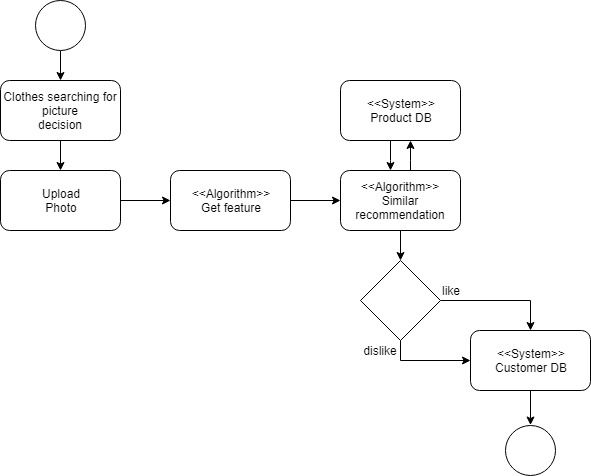 Clothes searching for
picture
decision
Upload
Photo
<<Algorithm>>
Get feature
<<System>>
Product DB
<<Algorithm>>
Similar
recommendation
like
dislike
<<System>>
Customer DB